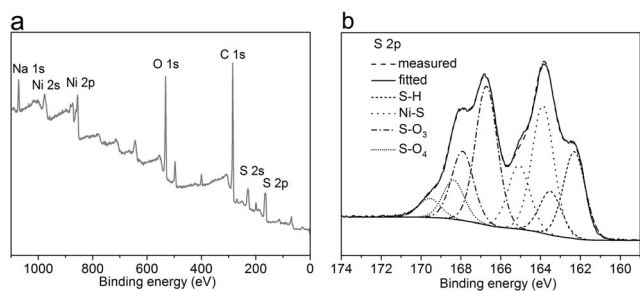 a
Na 1s
Ni 2s
Ni 2p
O 1s
C 1s
S 2s
S 2p
1000 800 600 400 200 0
Binding energy (eV)
b
S 2p
measured
fitted
S-H
Ni-S
S-O₃
S-O₄
174 172 170 168 166 164 162 160
Binding energy (eV)